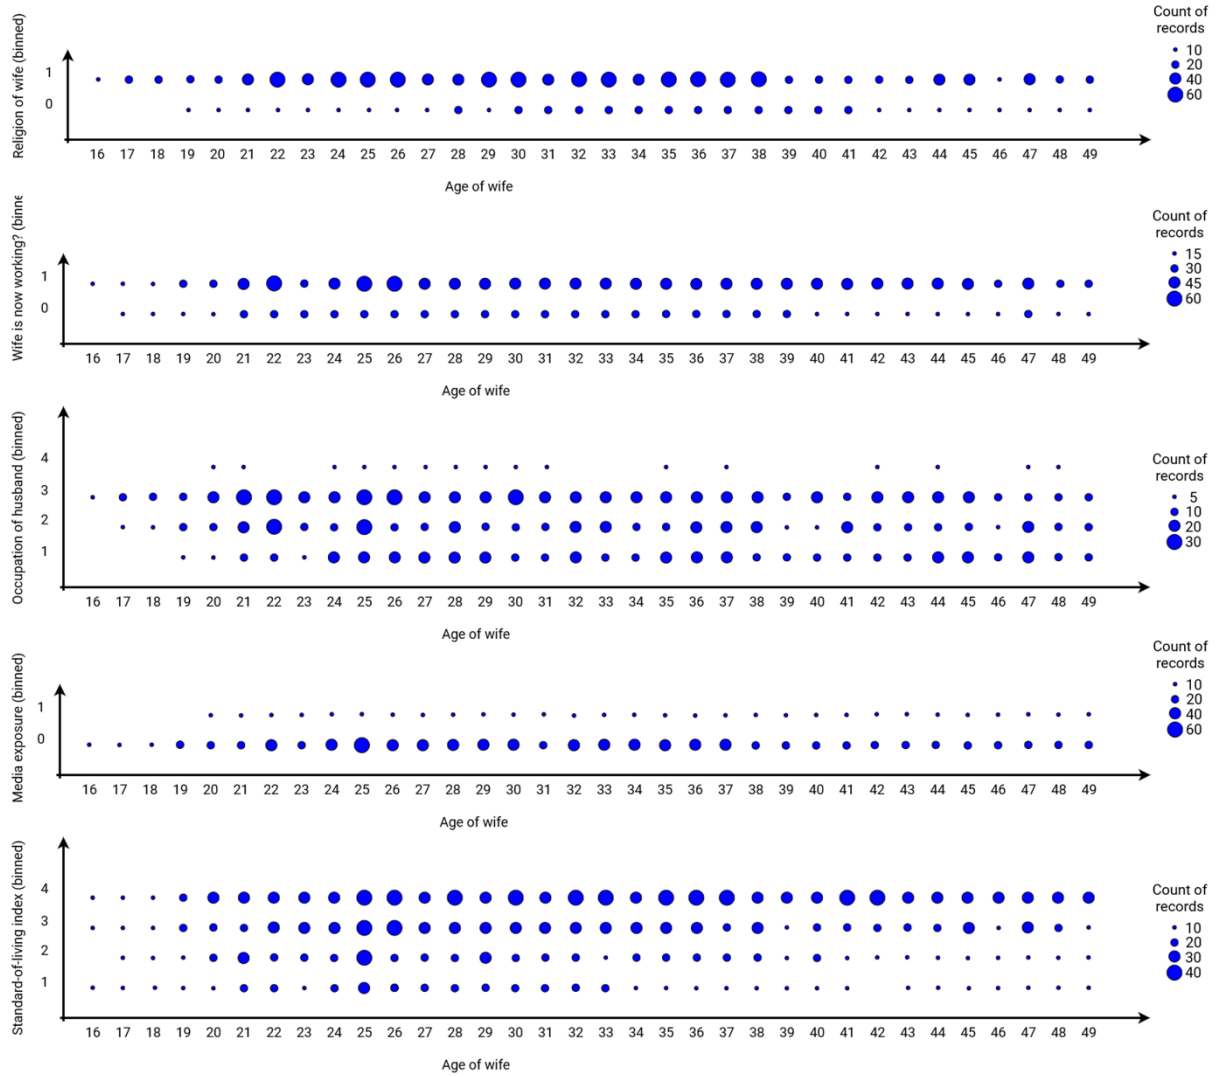 Religion of wife (binned)
1
0
16 17 18 19 20 21 22 23 24 25 26 27 28 29 30 31 32 33 34 35 36 37 38 39 40 41 42 43 44 45 46 47 48 49
Age of wife
Count of
records
10
20
40
60
Wife is now working? (binne
1
0
16 17 18 19 20 21 22 23 24 25 26 27 28 29 30 31 32 33 34 35 36 37 38 39 40 41 42 43 44 45 46 47 48 49
Age of wife
Count of
records
15
30
45
60
Occupation of husband (binned)
4
3
2
1
16 17 18 19 20 21 22 23 24 25 26 27 28 29 30 31 32 33 34 35 36 37 38 39 40 41 42 43 44 45 46 47 48 49
Age of wife
Count of
records
5
10
20
30
Media exposure (binned)
1
0
16 17 18 19 20 21 22 23 24 25 26 27 28 29 30 31 32 33 34 35 36 37 39 39 40 41 42 43 44 45 46 47 48 49
Age of wife
Count of
records
10
20
40
60
Standard-of-living index (binned)
4
3
2
1
16 17 18 19 20 21 22 23 24 25 26 27 28 29 30 31 32 33 34 35 36 37 38 39 40 41 42 43 44 45 46 47 48 49
Age of wife
Count of
records
10
20
30
40